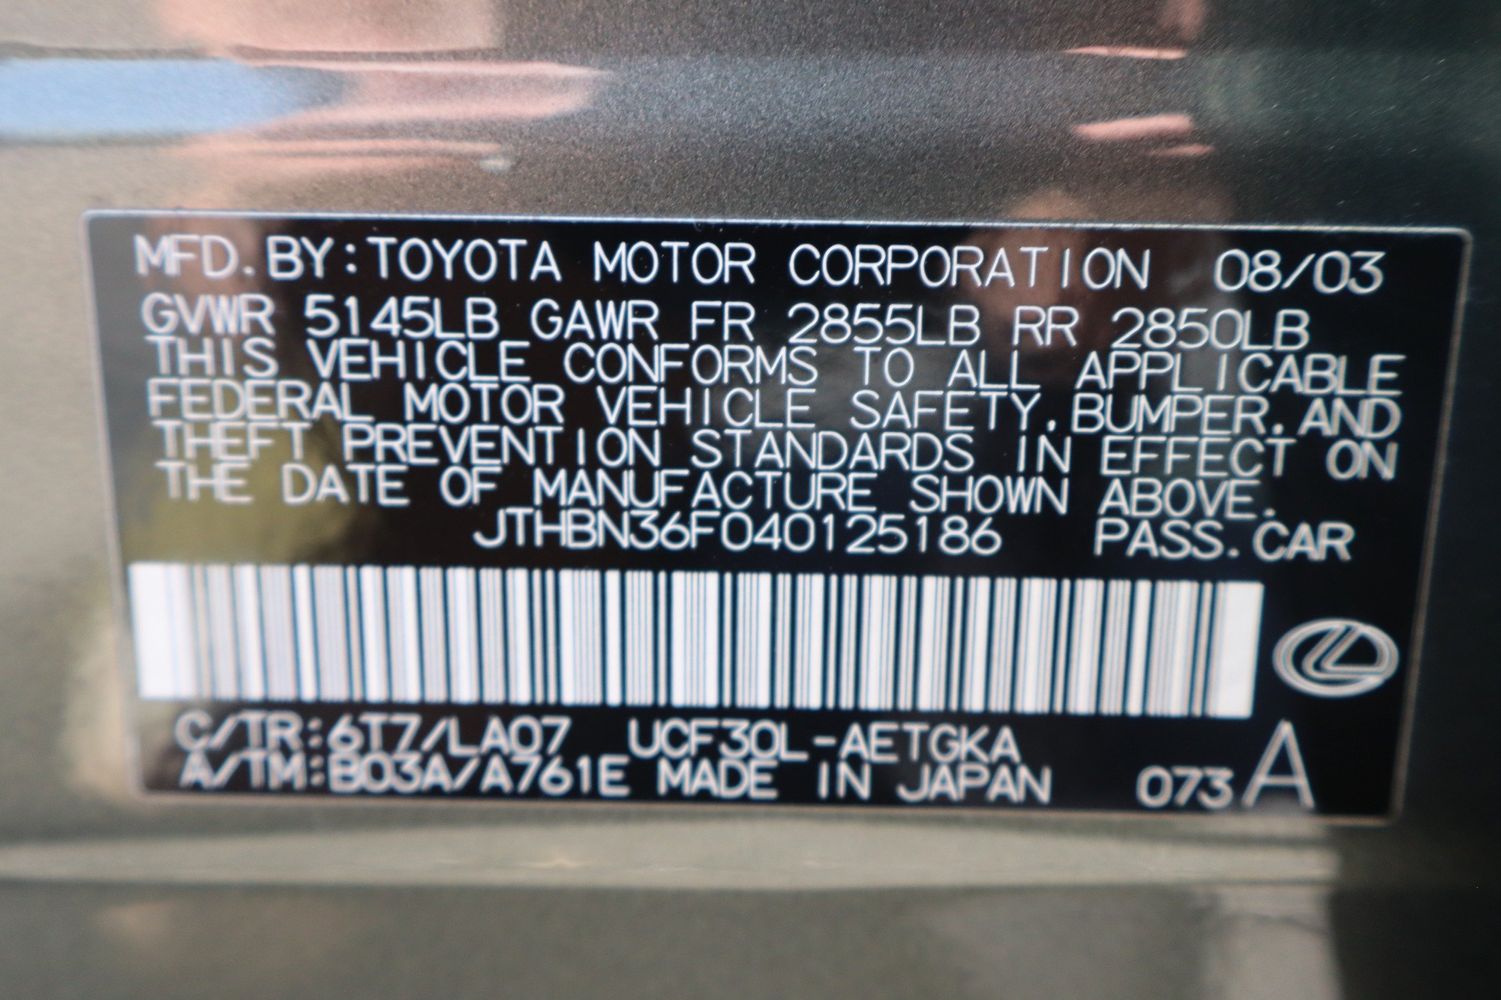 MFD. BY: TOYOTA MOTOR CORPORATION 08/03
GVWR 5145LB GAWR FR 2855LB RR 2850LB
THIS VEHICLE CONFORMS TO ALL APPLICABLE
FEDERAL MOTOR VEHICLE SAFETY, BUMPER, AND
THEFT PREVENTION STANDARDS IN EFFECT ON
THE DATE OF MANUFACTURE SHOWN ABOVE.
JTHBN36F040125186 PASS. CAR
C/TR: 6T7/LA07 UCF30L-AETGKA
A/TM: B03A/A761E MADE IN JAPAN 073 A